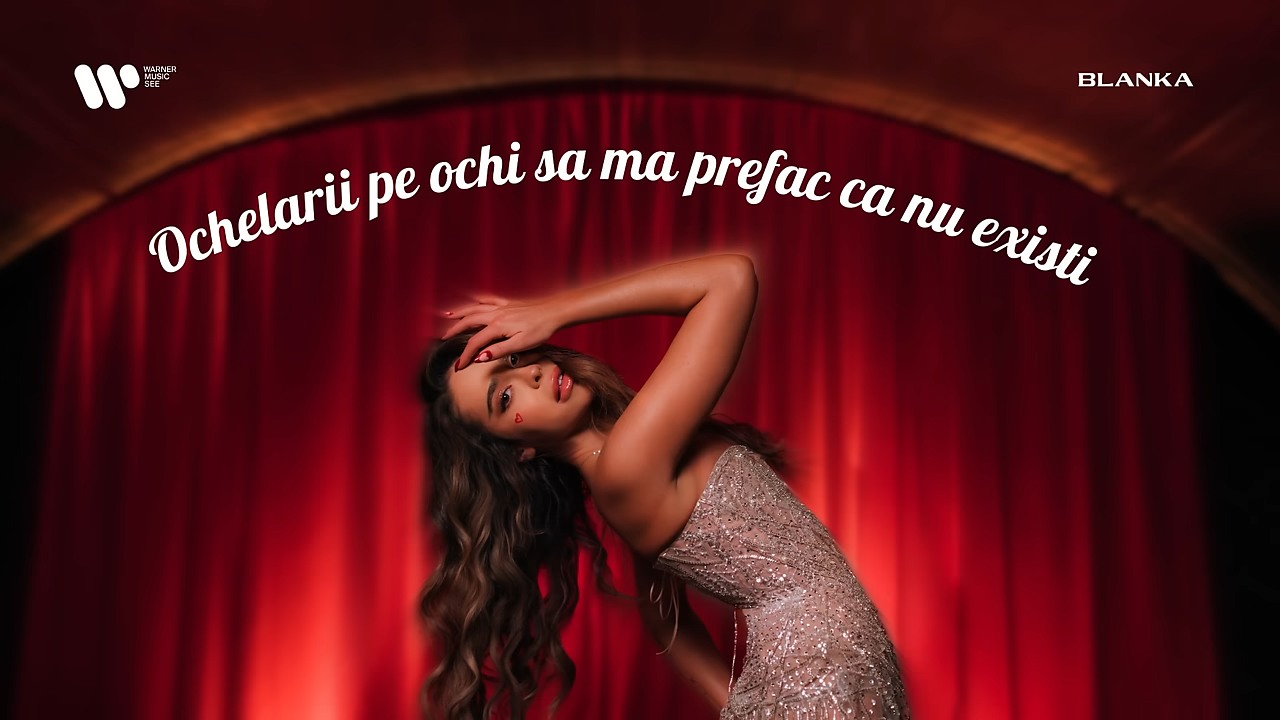 WARNER
MUSIC
SEE
BLANKA
Ochelarii pe ochi sa ma prefac ca nu existi